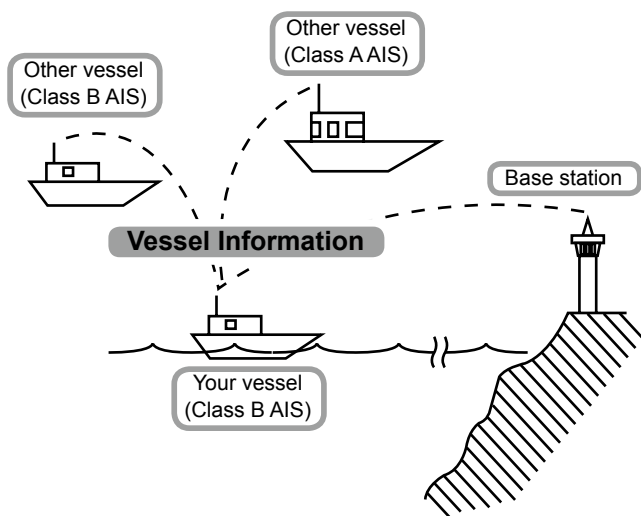 Other vessel
(Class A AIS)
Other vessel
(Class B AIS)
Base station
Vessel Information
Your vessel
(Class B AIS)